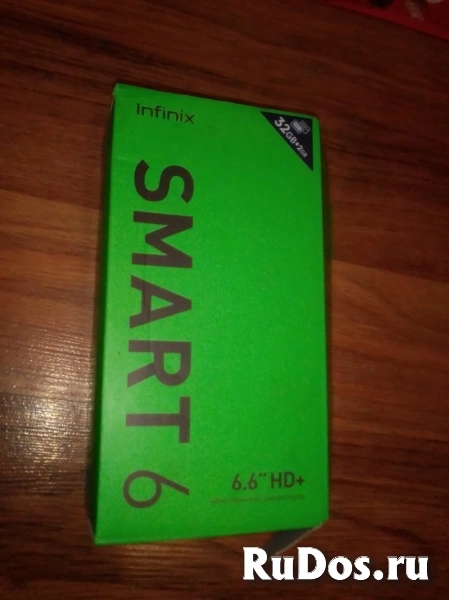 Infinix
32GB+2GB
SMART 6
6.6" HD+
RuDos.ru